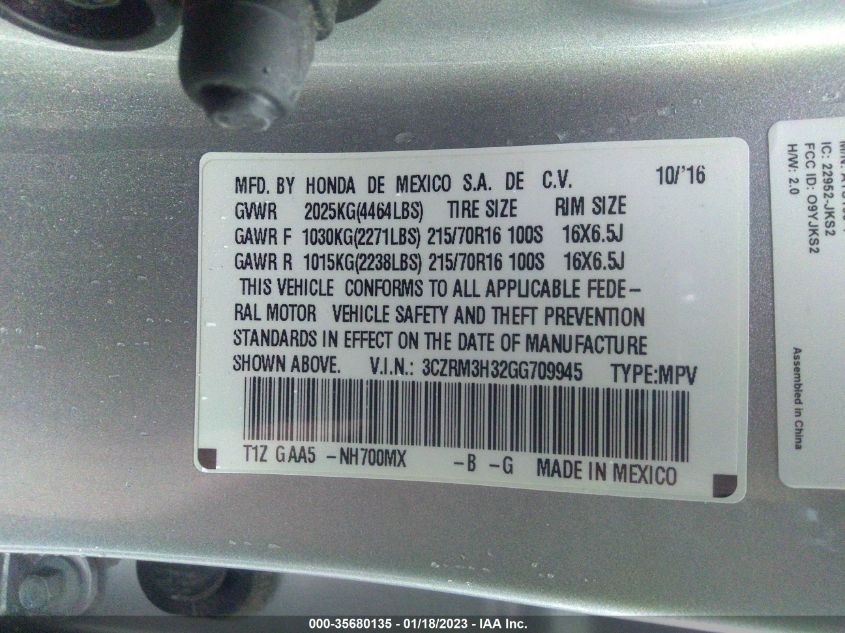 MFD. BY HONDA DE MEXICO S.A. DE C.V. 10/'16
GVWR 2025KG(4464LBS) TIRE SIZE RIM SIZE
GAWR F 1030KG(2271LBS) 215/70R16 100S 16X6.5J
GAWR R 1015KG(2238LBS) 215/70R16 100S 16X6.5J
THIS VEHICLE CONFORMS TO ALL APPLICABLE FEDE-
RAL MOTOR VEHICLE SAFETY AND THEFT PREVENTION
STANDARDS IN EFFECT ON THE DATE OF MANUFACTURE
SHOWN ABOVE. V.I.N.: 3CZRM3H32GG709945 TYPE:MPV
T1Z G AA5 -NH700MX -B -G MADE IN MEXICO
IC: 22952-JKS2
FCC ID: O9YJKS2
H/W: 2.0
Assembled in China
000-35680135 - 01/18/2023 - IAA Inc.